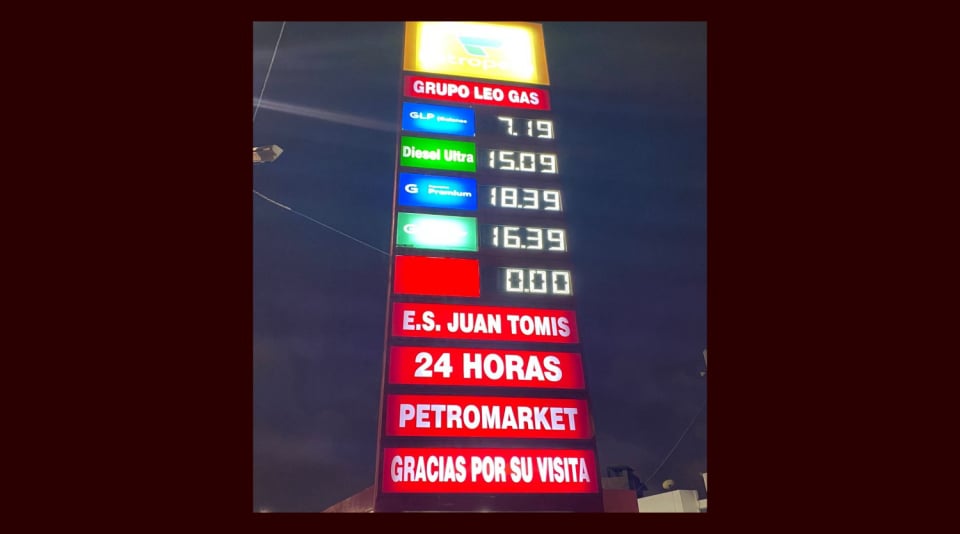 GRUPO LEO GAS
GLP 7.19
Diesel Ultra 15.09
G Premium 18.39
G 16.39
0.00
E.S. JUAN TOMIS
24 HORAS
PETROMARKET
GRACIAS POR SU VISITA